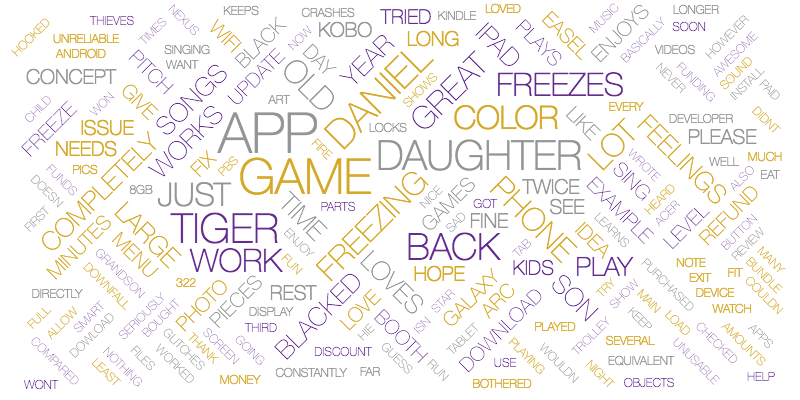 HOOKED
THIEVES
UNRELIABLE
ANDROID
CONCEPT
TIMES
NEXUS
KEEPS
WIFI
SINGING
WANT
PITCH
BLACK
CRASHES
NOW
KOBO
DAY
OLD
YEAR
TRIED
KINDLE
LONG
LOVED
IPAD
PLAYS
EASEL
MUSIC
ENJOYS
BASICALLY
LONGER
SOON
VIDEOS
HOWEVER
AWESOME
NEVER
FUNDING
SOUND
INSTALL
PAID
CHILD
FREEZE
WON
GIVE
SONGS
UPDATE
ART
DANIEL
SHOWS
GREAT
FREEZES
ISSUE
NEEDS
WORKS
FIX
PBS
APP
FIRE
LOCKS
COLOR
LIKE
LOT
EVERY
FEELINGS
DEVELOPER
PLEASE
DIDNT
WELL
MUCH
EAT
PICS
FUNDS
DOESN
FIRST
COMPLETELY
8GB
JUST
GAME
DAUGHTER
TWICE
SEE
SING
WROTE
ALSO
MINUTES
LARGE
MENU
TIGER
WORK
TIME
ENJOY
PARTS
FREEZING
NICE
GAMES
SAD
GOT
FINE
PHONE
IDEA
EXAMPLE
HEARD
ACER
LEVEL
REFUND
BUTTON
REVIEW
FUN
BACK
TAB
LEARNS
MANY
BUNDLE
COULDN
DIRECTLY
DOWNFALL
GRANDSON
322
PHOTO
PIECES
REST
LOVES
HOPE
KIDS
PLAY
NOTE
EXIT
FIT
DEVICE
WATCH
FULL
ALLOW
SMART
DOWLOAD
SERIOUSLY
BOUGHT
DISPLAY
THIRD
BLACKED
LOVE
STAR
ISN
GALAXY
ARC
SON
TRY
SHOW
PURCHASED
MAIN
COMPARED
NOTHING
LEAST
FILES
GLITCHES
WORKED
THANK
SCREEN
GOING
DISCOUNT
HIE
BOOTH
GUESS
TABLET
RUN
DOWNLOAD
PLAYED
PLAYING
WOULDN
TROLLEY
KEEP
SEVERAL
LOAD
CHECKED
UNUSABLE
AMOUNTS
APPS
WONT
MONEY
CONSTANTLY
FAR
USE
BOTHERED
NIGHT
EQUIVALENT
OBJECTS
HELP